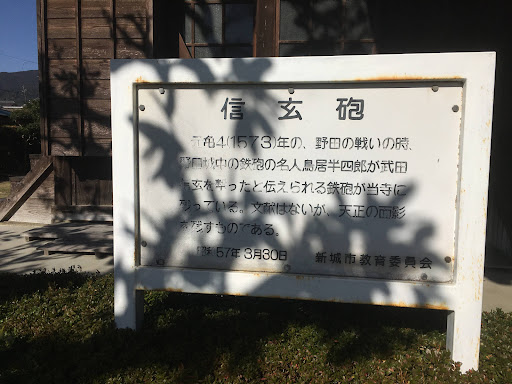 信玄砲
元亀4(1573)年の、野田の戦いの時、
野田城中の鉄砲の名人鳥居半四郎が武田
信玄を撃ったと伝えられる鉄砲が当寺に
残っている。文献はないが、天正の面影
を残すものである。
昭和57年3月30日 新城市教育委員会